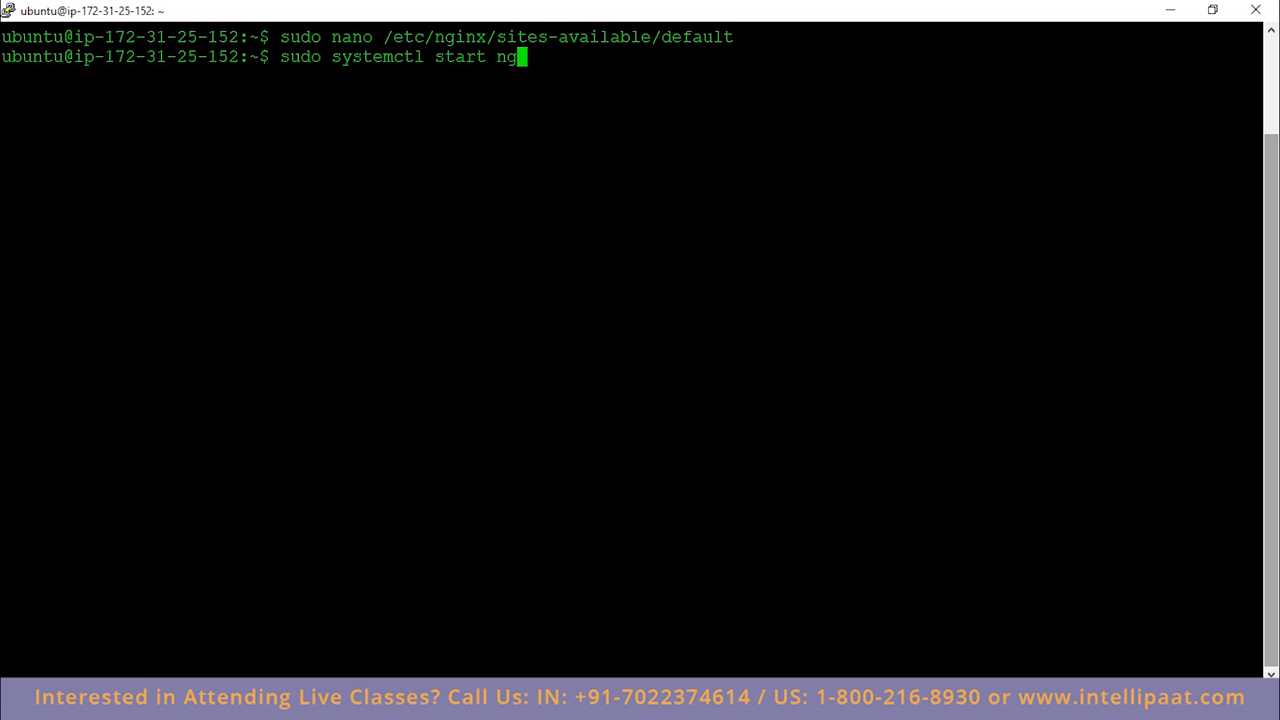 ubuntu@ip-172-31-25-152: ~
ubuntu@ip-172-31-25-152:~$ sudo nano /etc/nginx/sites-available/default
ubuntu@ip-172-31-25-152:~$ sudo systemctl start ng
Interested in Attending Live Classes? Call Us: IN: +91-7022374614 / US: 1-800-216-8930 or www.intellipaat.com